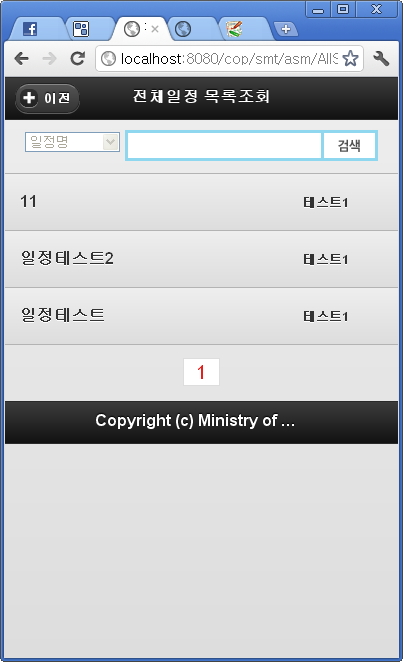 localhost:8080/cop/smt/asm/AllS
이전
전체일정 목록조회
일정명
검색
11 테스트1
일정테스트2 테스트1
일정테스트 테스트1
1
Copyright (c) Ministry of ...